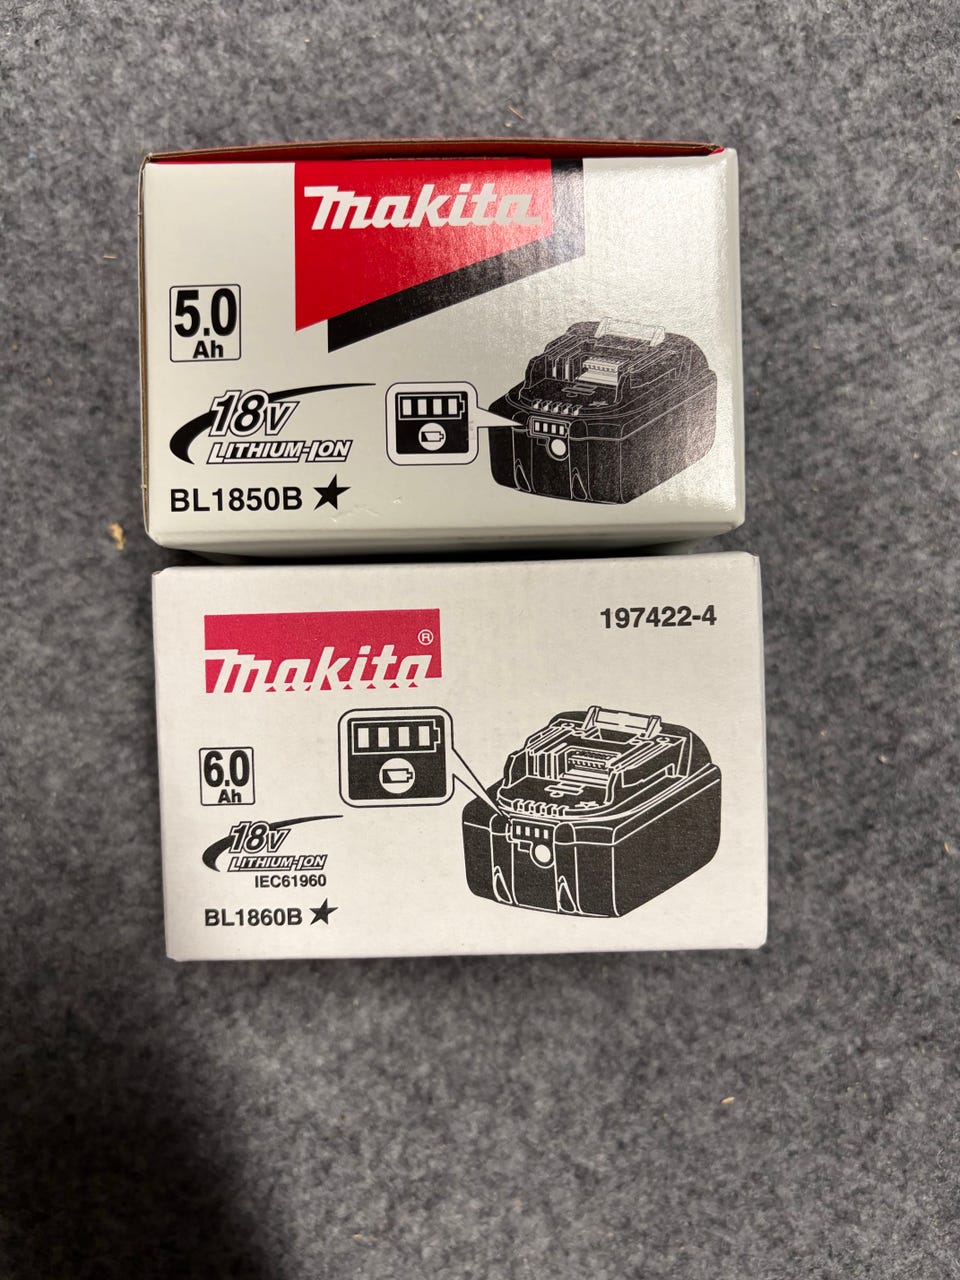 Makita
5.0
Ah
18V
LITHIUM-ION
BL1850B ★
makita®
197422-4
6.0
Ah
18V
LITHIUM-ION
IEC61960
BL1860B ★